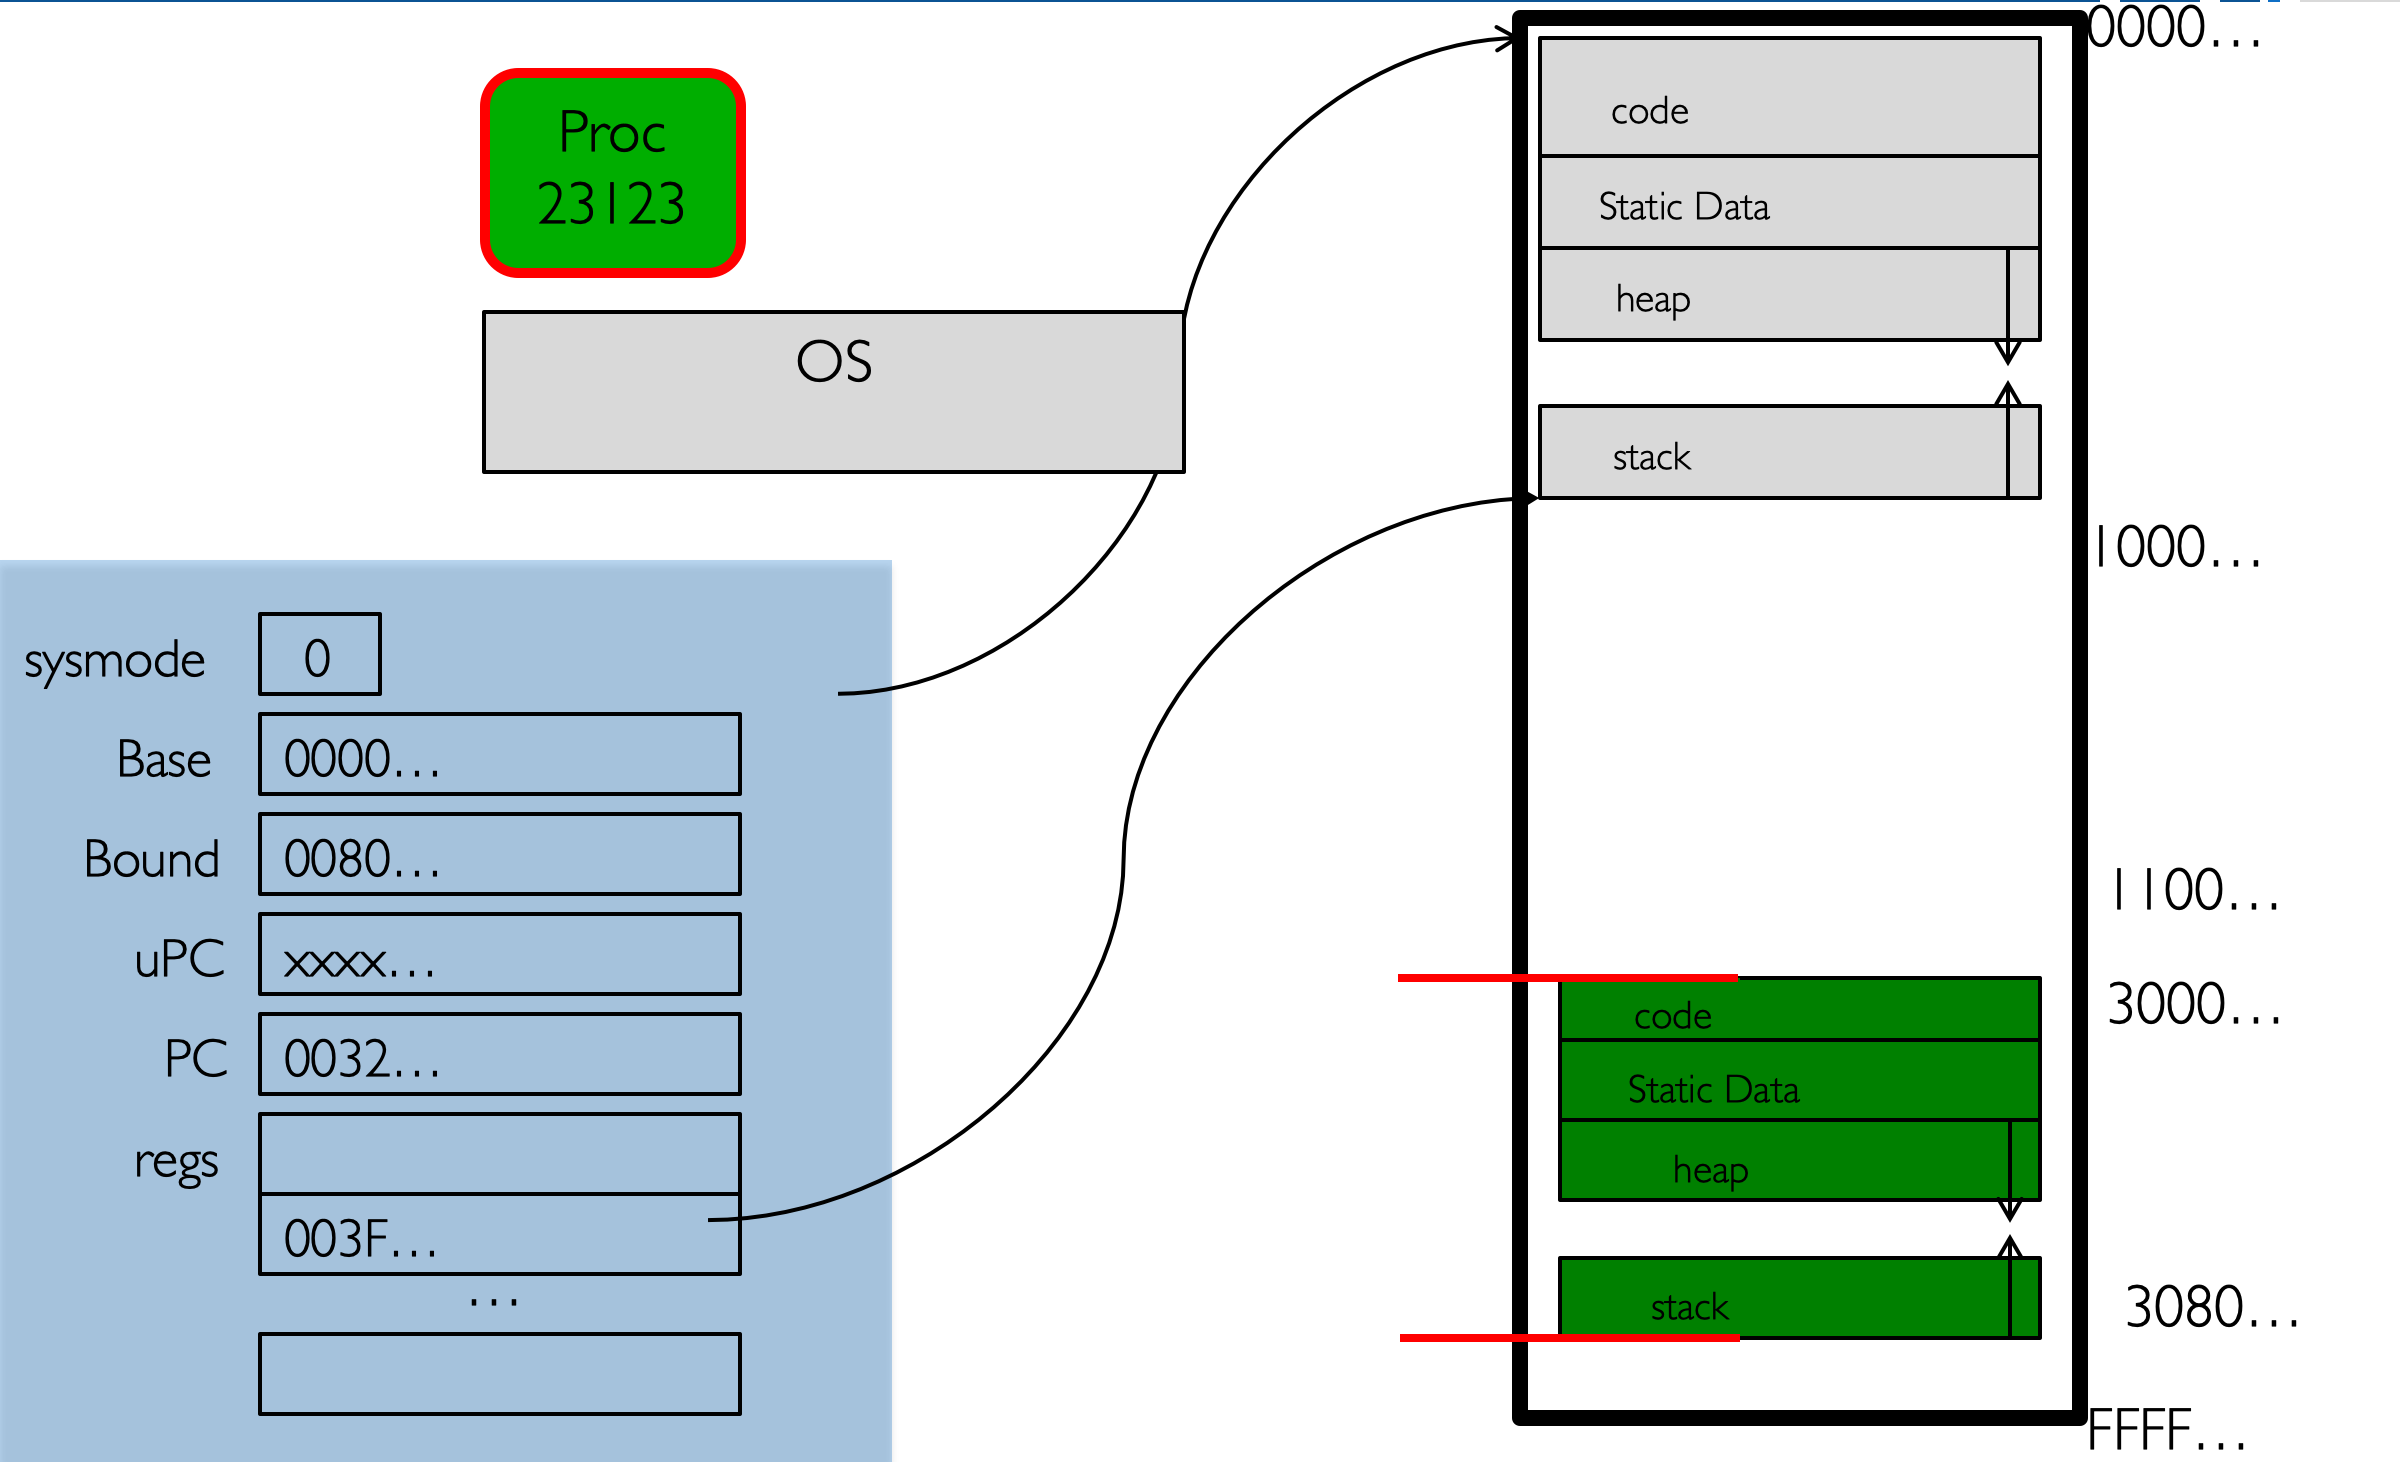 Proc
23123
OS
sysmode
0
Base
0000…
Bound
0080…
uPC
xxxx…
PC
0032…
regs
003F…
…
code
Static Data
heap
stack
code
Static Data
heap
stack
0000…
1000…
1100…
3000…
3080…
FFFF…